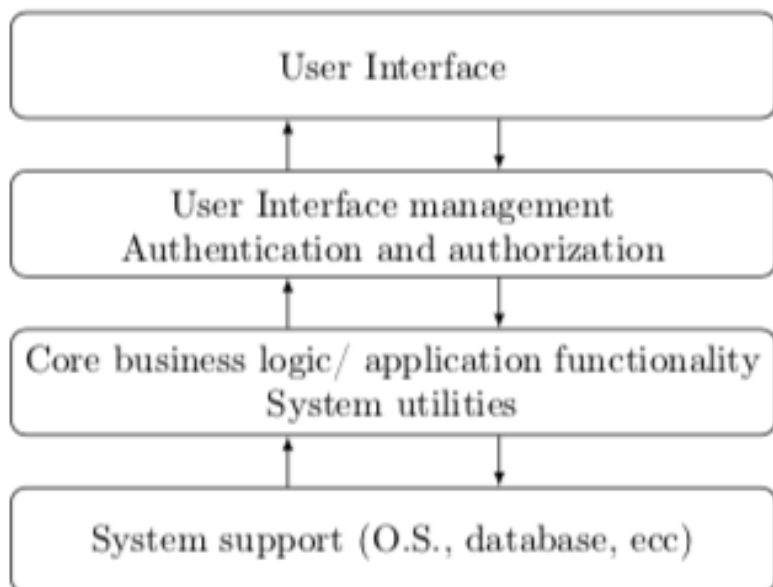 User Interface
User Interface management
Authentication and authorization
Core business logic/ application functionality
System utilities
System support (O.S., database, ecc)